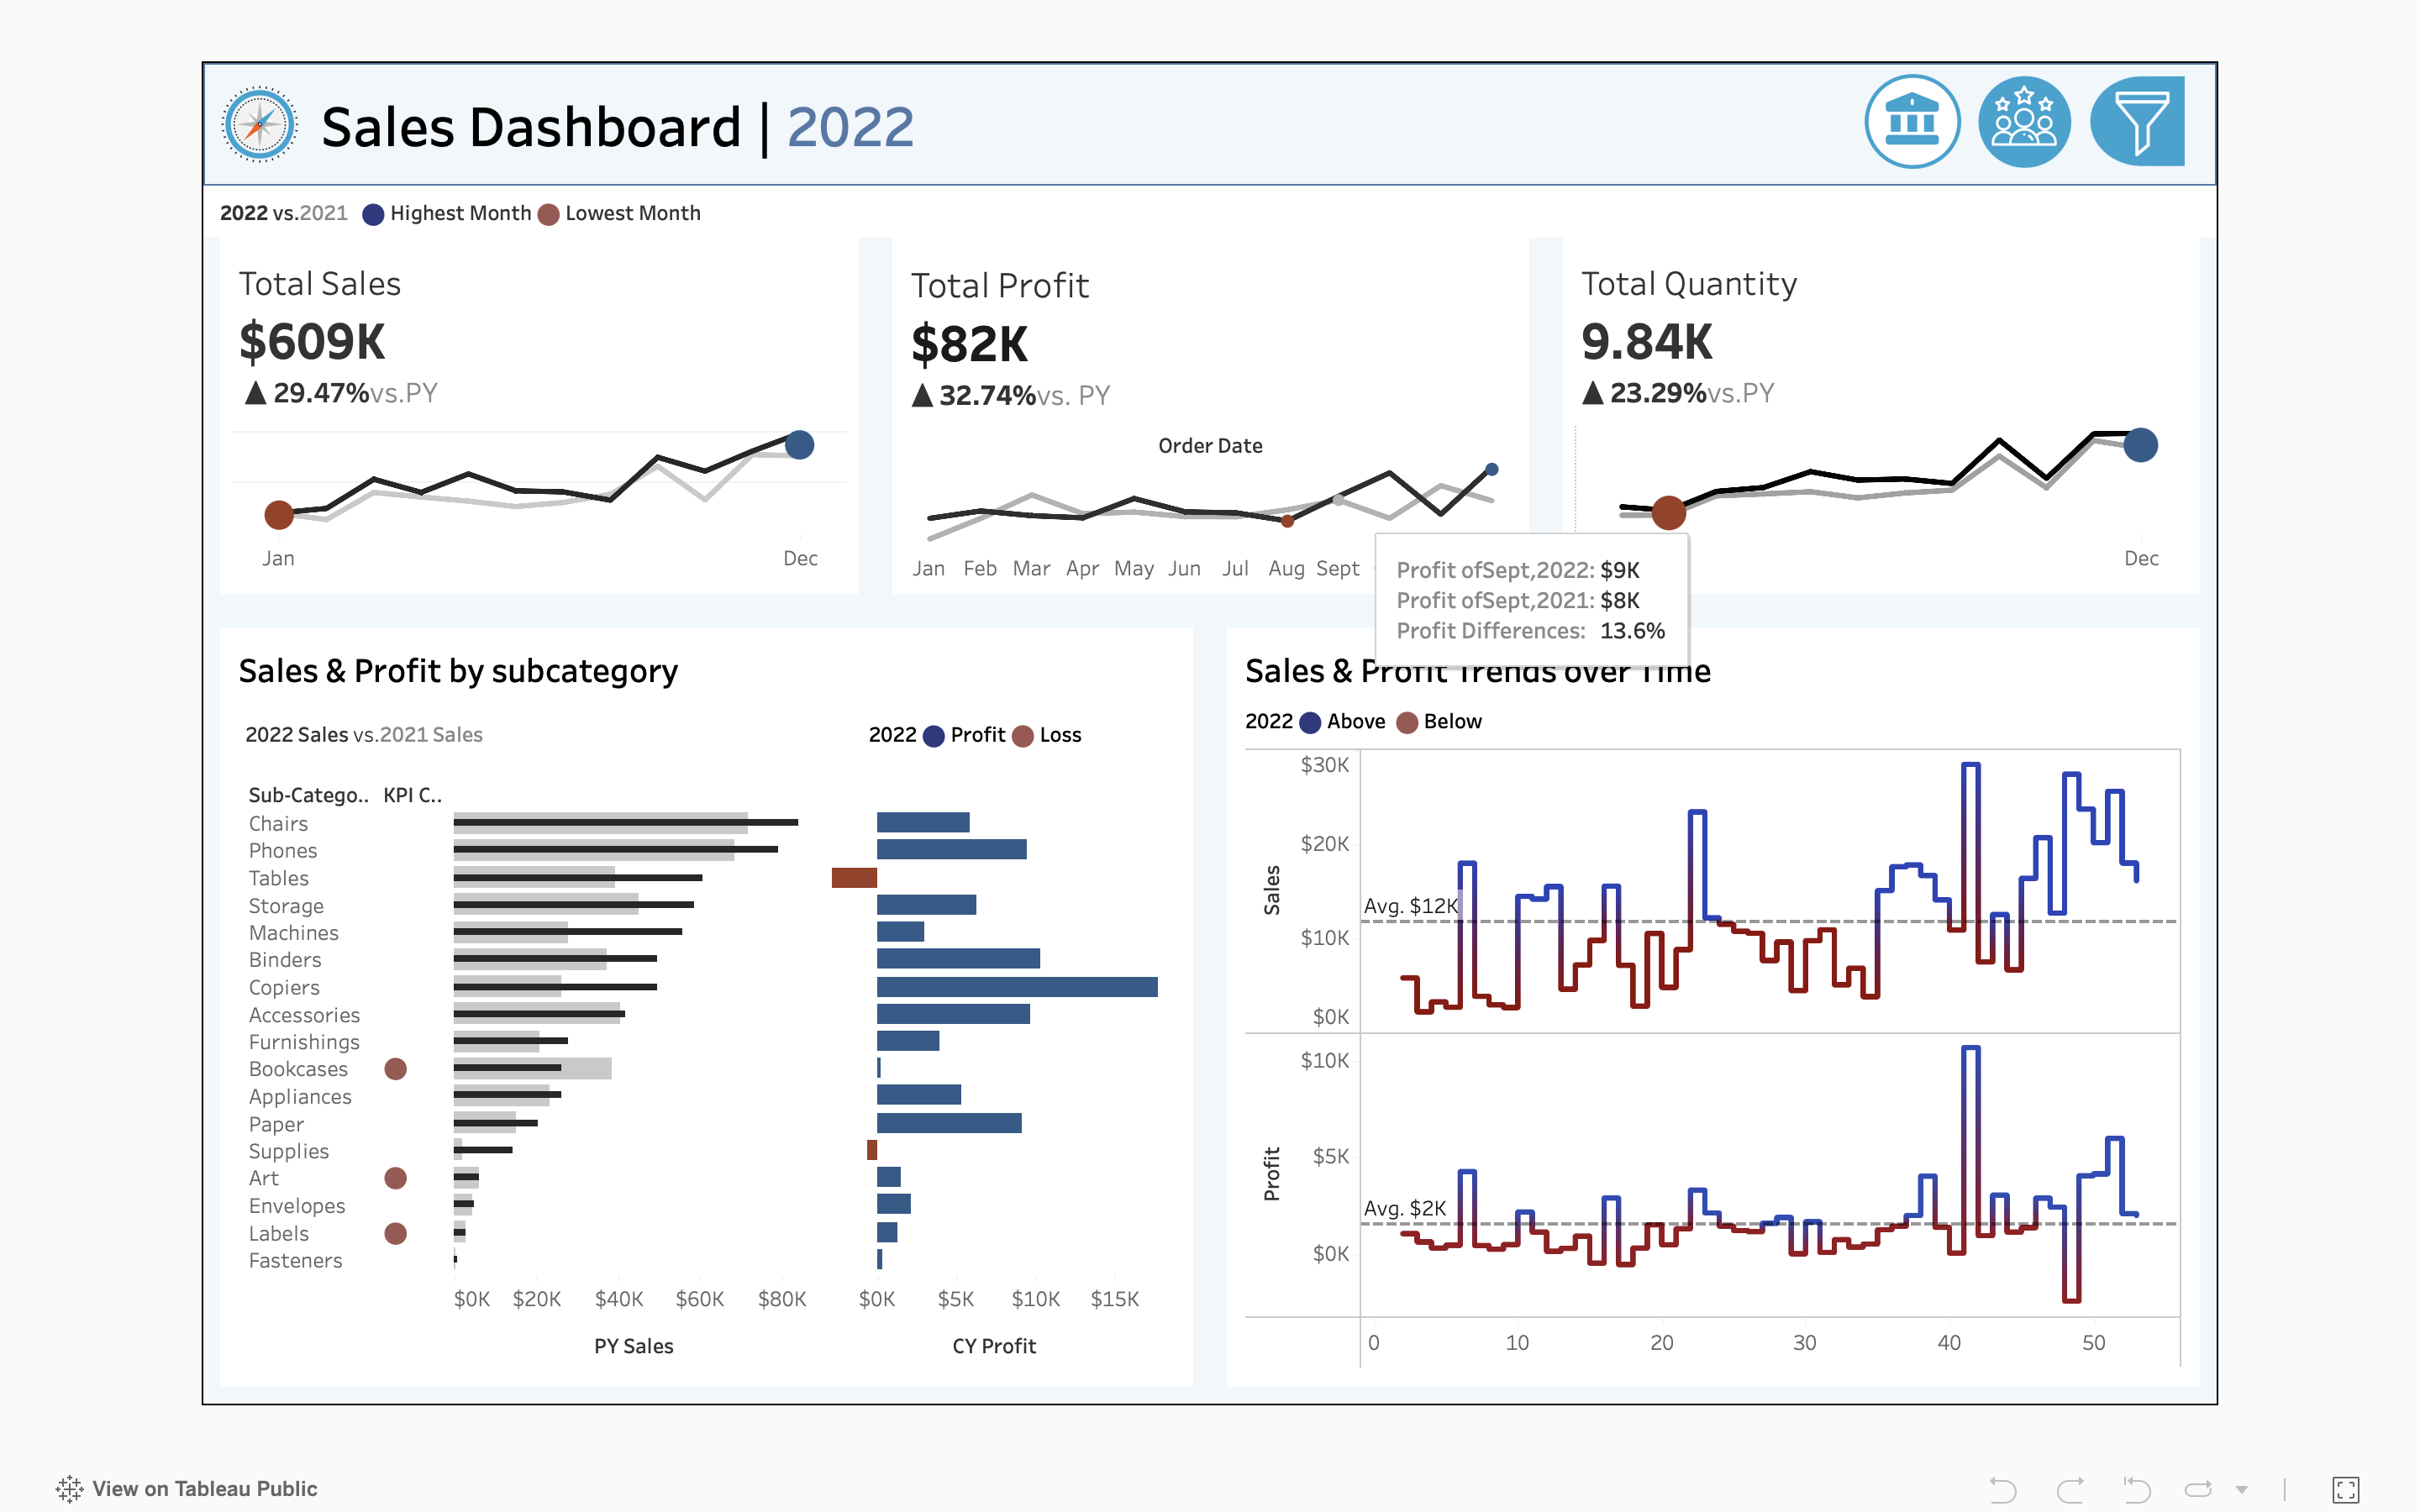 Sales Dashboard | 2022
2022 vs.2021 Highest Month Lowest Month
Total Sales
$609K
▲ 29.47%vs.PY
Jan Dec
Total Profit
$82K
▲ 32.74%vs. PY
Order Date
Jan Feb Mar Apr May Jun Jul Aug Sept
Total Quantity
9.84K
▲ 23.29%vs.PY
Dec
Profit ofSept,2022: $9K
Profit ofSept,2021: $8K
Profit Differences: 13.6%
Sales & Profit by subcategory
2022 Sales vs.2021 Sales
2022 Profit Loss
Sub-Catego.. KPI C..
Chairs
Phones
Tables
Storage
Machines
Binders
Copiers
Accessories
Furnishings
Bookcases
Appliances
Paper
Supplies
Art
Envelopes
Labels
Fasteners
$0K $20K $40K $60K $80K
PY Sales
$0K $5K $10K $15K
CY Profit
Sales & Profit Trends over Time
2022 Above Below
Sales
$30K
$20K
Avg. $12K
$10K
$0K
Profit
$10K
$5K
Avg. $2K
$0K
0 10 20 30 40 50
View on Tableau Public